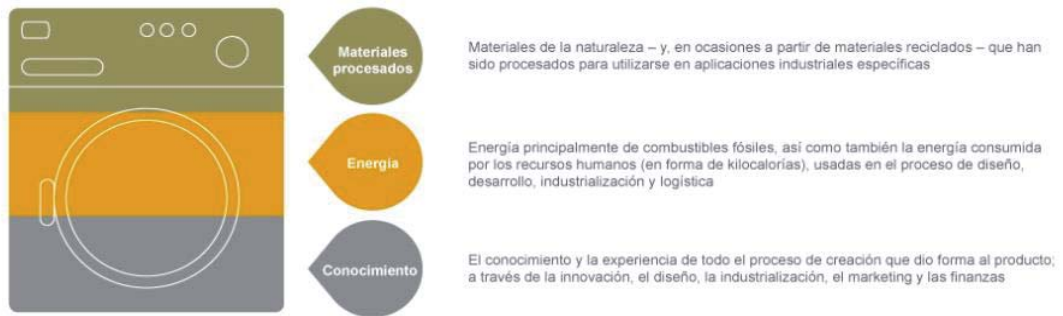 Materiales
procesados
Materiales de la naturaleza – y, en ocasiones a partir de materiales reciclados – que han
sido procesados para utilizarse en aplicaciones industriales específicas
Energía
Energía principalmente de combustibles fósiles, así como también la energía consumida
por los recursos humanos (en forma de kilocalorías), usadas en el proceso de diseño,
desarrollo, industrialización y logística
Conocimiento
El conocimiento y la experiencia de todo el proceso de creación que dio forma al producto;
a través de la innovación, el diseño, la industrialización, el marketing y las finanzas